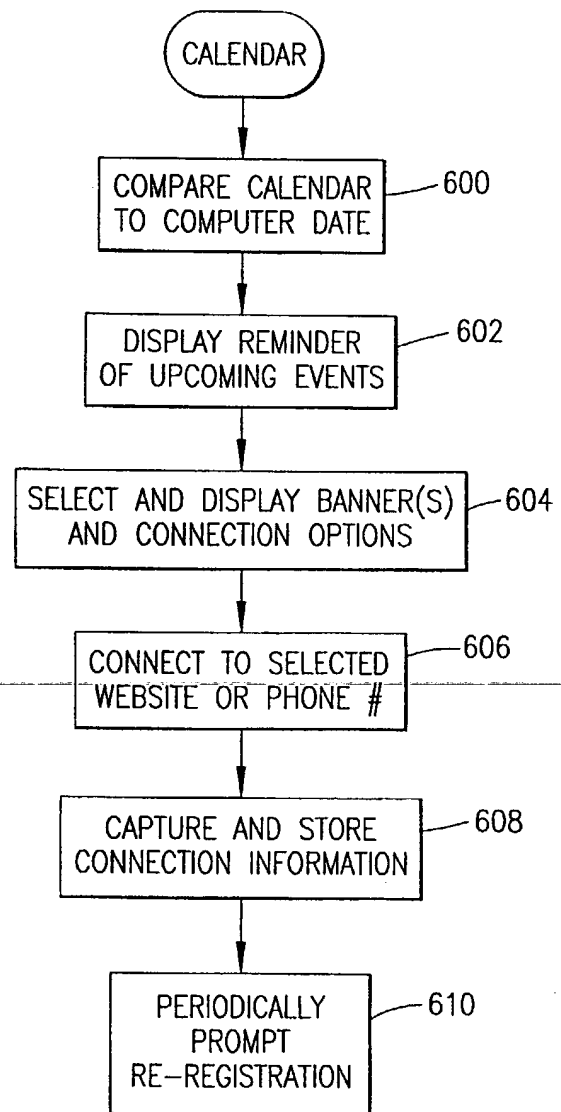 CALENDAR
COMPARE CALENDAR
TO COMPUTER DATE
600
DISPLAY REMINDER
OF UPCOMING EVENTS
602
SELECT AND DISPLAY BANNER(S)
AND CONNECTION OPTIONS
604
CONNECT TO SELECTED
WEBSITE OR PHONE #
606
CAPTURE AND STORE
CONNECTION INFORMATION
608
PERIODICALLY
PROMPT
RE-REGISTRATION
610